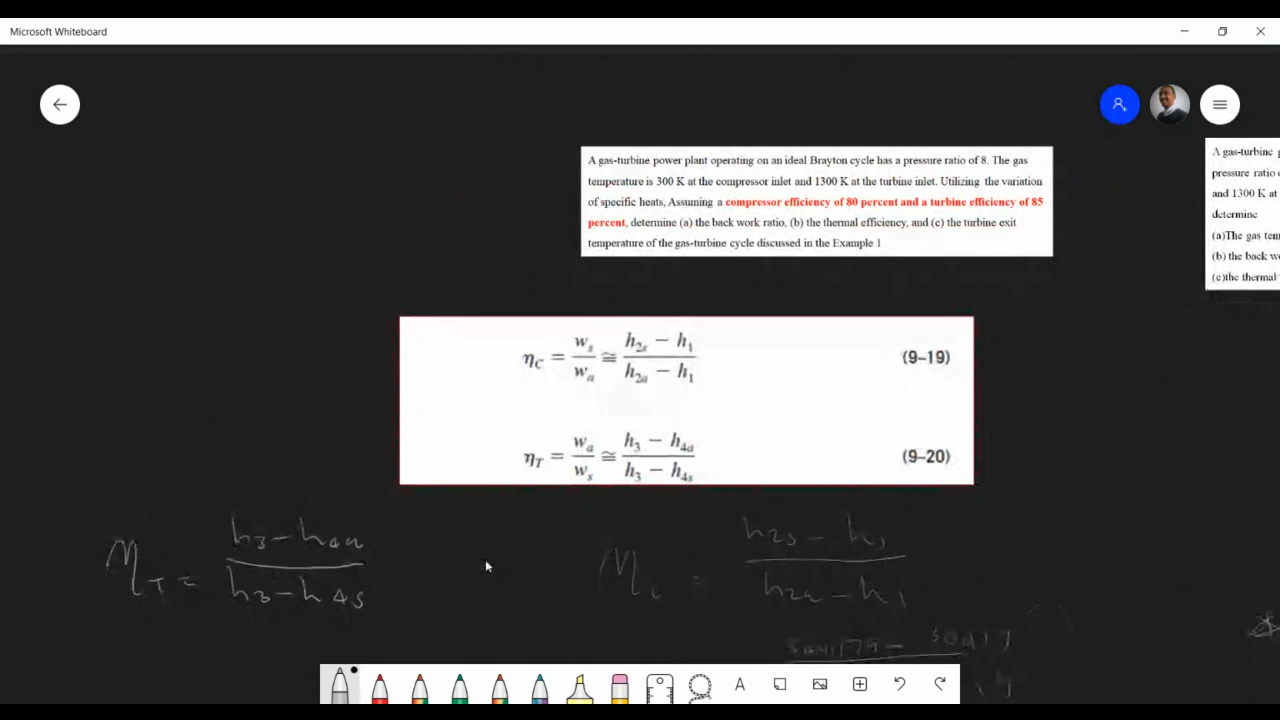 Microsoft Whiteboard
A gas-turbine power plant operating on an ideal Brayton cycle has a pressure ratio of 8. The gas
temperature is 300 K at the compressor inlet and 1300 K at the turbine inlet. Utilizing the variation
of specific heats, Assuming a compressor efficiency of 80 percent and a turbine efficiency of 85
percent, determine (a) the back work ratio, (b) the thermal efficiency, and (c) the turbine exit
temperature of the gas-turbine cycle discussed in the Example 1
A gas-turbine p
pressure ratio o
and 1300 K at
determine
(a)The gas tem
(b) the back wo
(c)the thermal
ηC = ws/wa ≅ (h2s − h1)/(h2a − h1) (9–19)
ηT = wa/ws ≅ (h3 − h4a)/(h3 − h4s) (9–20)
ηT = (h3 − h4a)/(h3 − h4s)
ηc = (h2s − h1)/(h2a − h1)
A